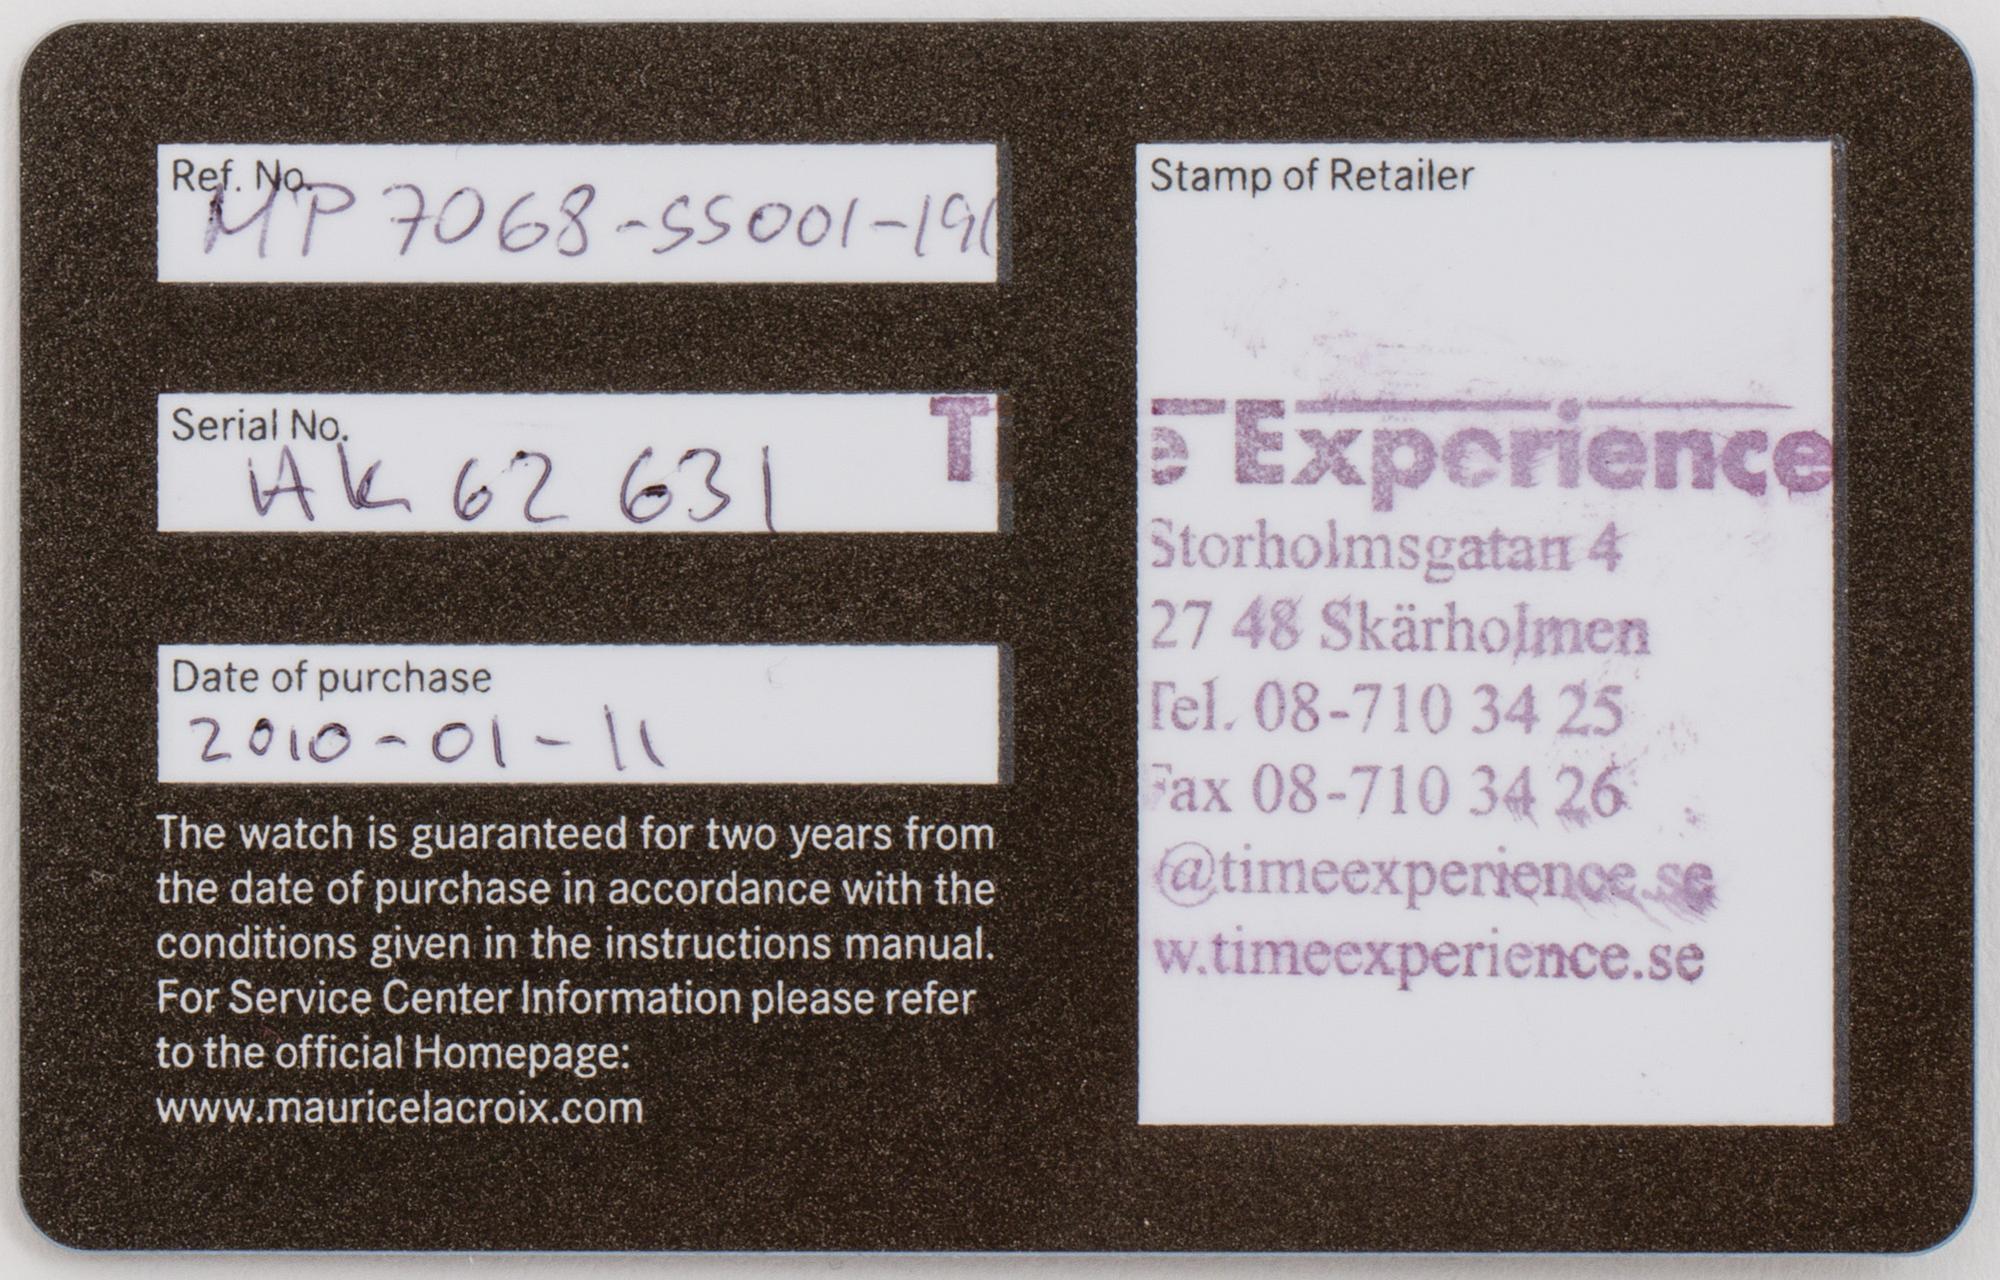 Ref. No.
MP 7068-SS001-191
Serial No.
AK 62 631
Date of purchase
2010-01-11
The watch is guaranteed for two years from
the date of purchase in accordance with the
conditions given in the instructions manual.
For Service Center Information please refer
to the official Homepage:
www.mauricelacroix.com
Stamp of Retailer
T e Experience
Storholmsgatan 4
27 48 Skärholmen
Tel. 08-710 34 25
Fax 08-710 34 26
@timeexperience.se
w.timeexperience.se